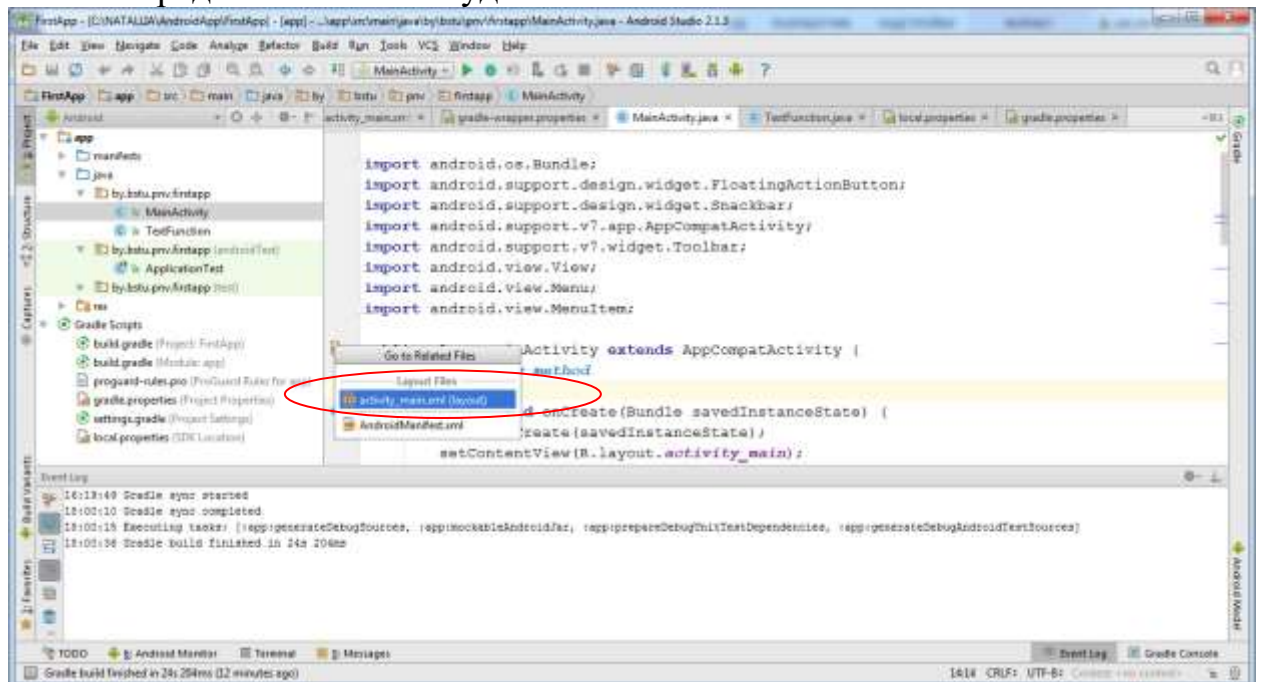 FirstApp - [C:\NATALLIA\AndroidApp\FirstApp] - [app] - ...\app\src\main\java\by\bstu\pnv\firstapp\MainActivity.java - Android Studio 2.1.3
File Edit View Navigate Code Analyze Refactor Build Run Tools VCS Window Help
MainActivity
FirstApp app src main java by bstu pnv firstapp MainActivity
Android activity_main.xml gradle-wrapper.properties MainActivity.java TestFunction.java local.properties gradle.properties
1: Project
Gradle
app
manifests
java
by.bstu.pnv.firstapp
MainActivity
TestFunction
by.bstu.pnv.firstapp (androidTest)
ApplicationTest
by.bstu.pnv.firstapp (test)
res
Gradle Scripts
build.gradle (Project: FirstApp)
build.gradle (Module: app)
proguard-rules.pro (ProGuard Rules for app)
gradle.properties (Project Properties)
settings.gradle (Project Settings)
local.properties (SDK Location)
import android.os.Bundle;
import android.support.design.widget.FloatingActionButton;
import android.support.design.widget.Snackbar;
import android.support.v7.app.AppCompatActivity;
import android.support.v7.widget.Toolbar;
import android.view.View;
import android.view.Menu;
import android.view.MenuItem;
Activity extends AppCompatActivity {
method
onCreate(Bundle savedInstanceState) {
reate(savedInstanceState);
setContentView(R.layout.activity_main);
Go to Related Files
Layout Files
activity_main.xml (layout)
AndroidManifest.xml
Z: Structure
Captures
Build Variants
2: Favorites
Android Model
Event Log
16:13:49 Gradle sync started
18:00:10 Gradle sync completed
18:00:15 Executing tasks: [:app:generateDebugSources, :app:mockableAndroidJar, :app:prepareDebugUnitTestDependencies, :app:generateDebugAndroidTestSources]
18:00:36 Gradle build finished in 24s 204ms
TODO 6: Android Monitor Terminal 0: Messages Event Log Gradle Console
Gradle build finished in 24s 204ms (12 minutes ago) 14:14 CRLF: UTF-8: